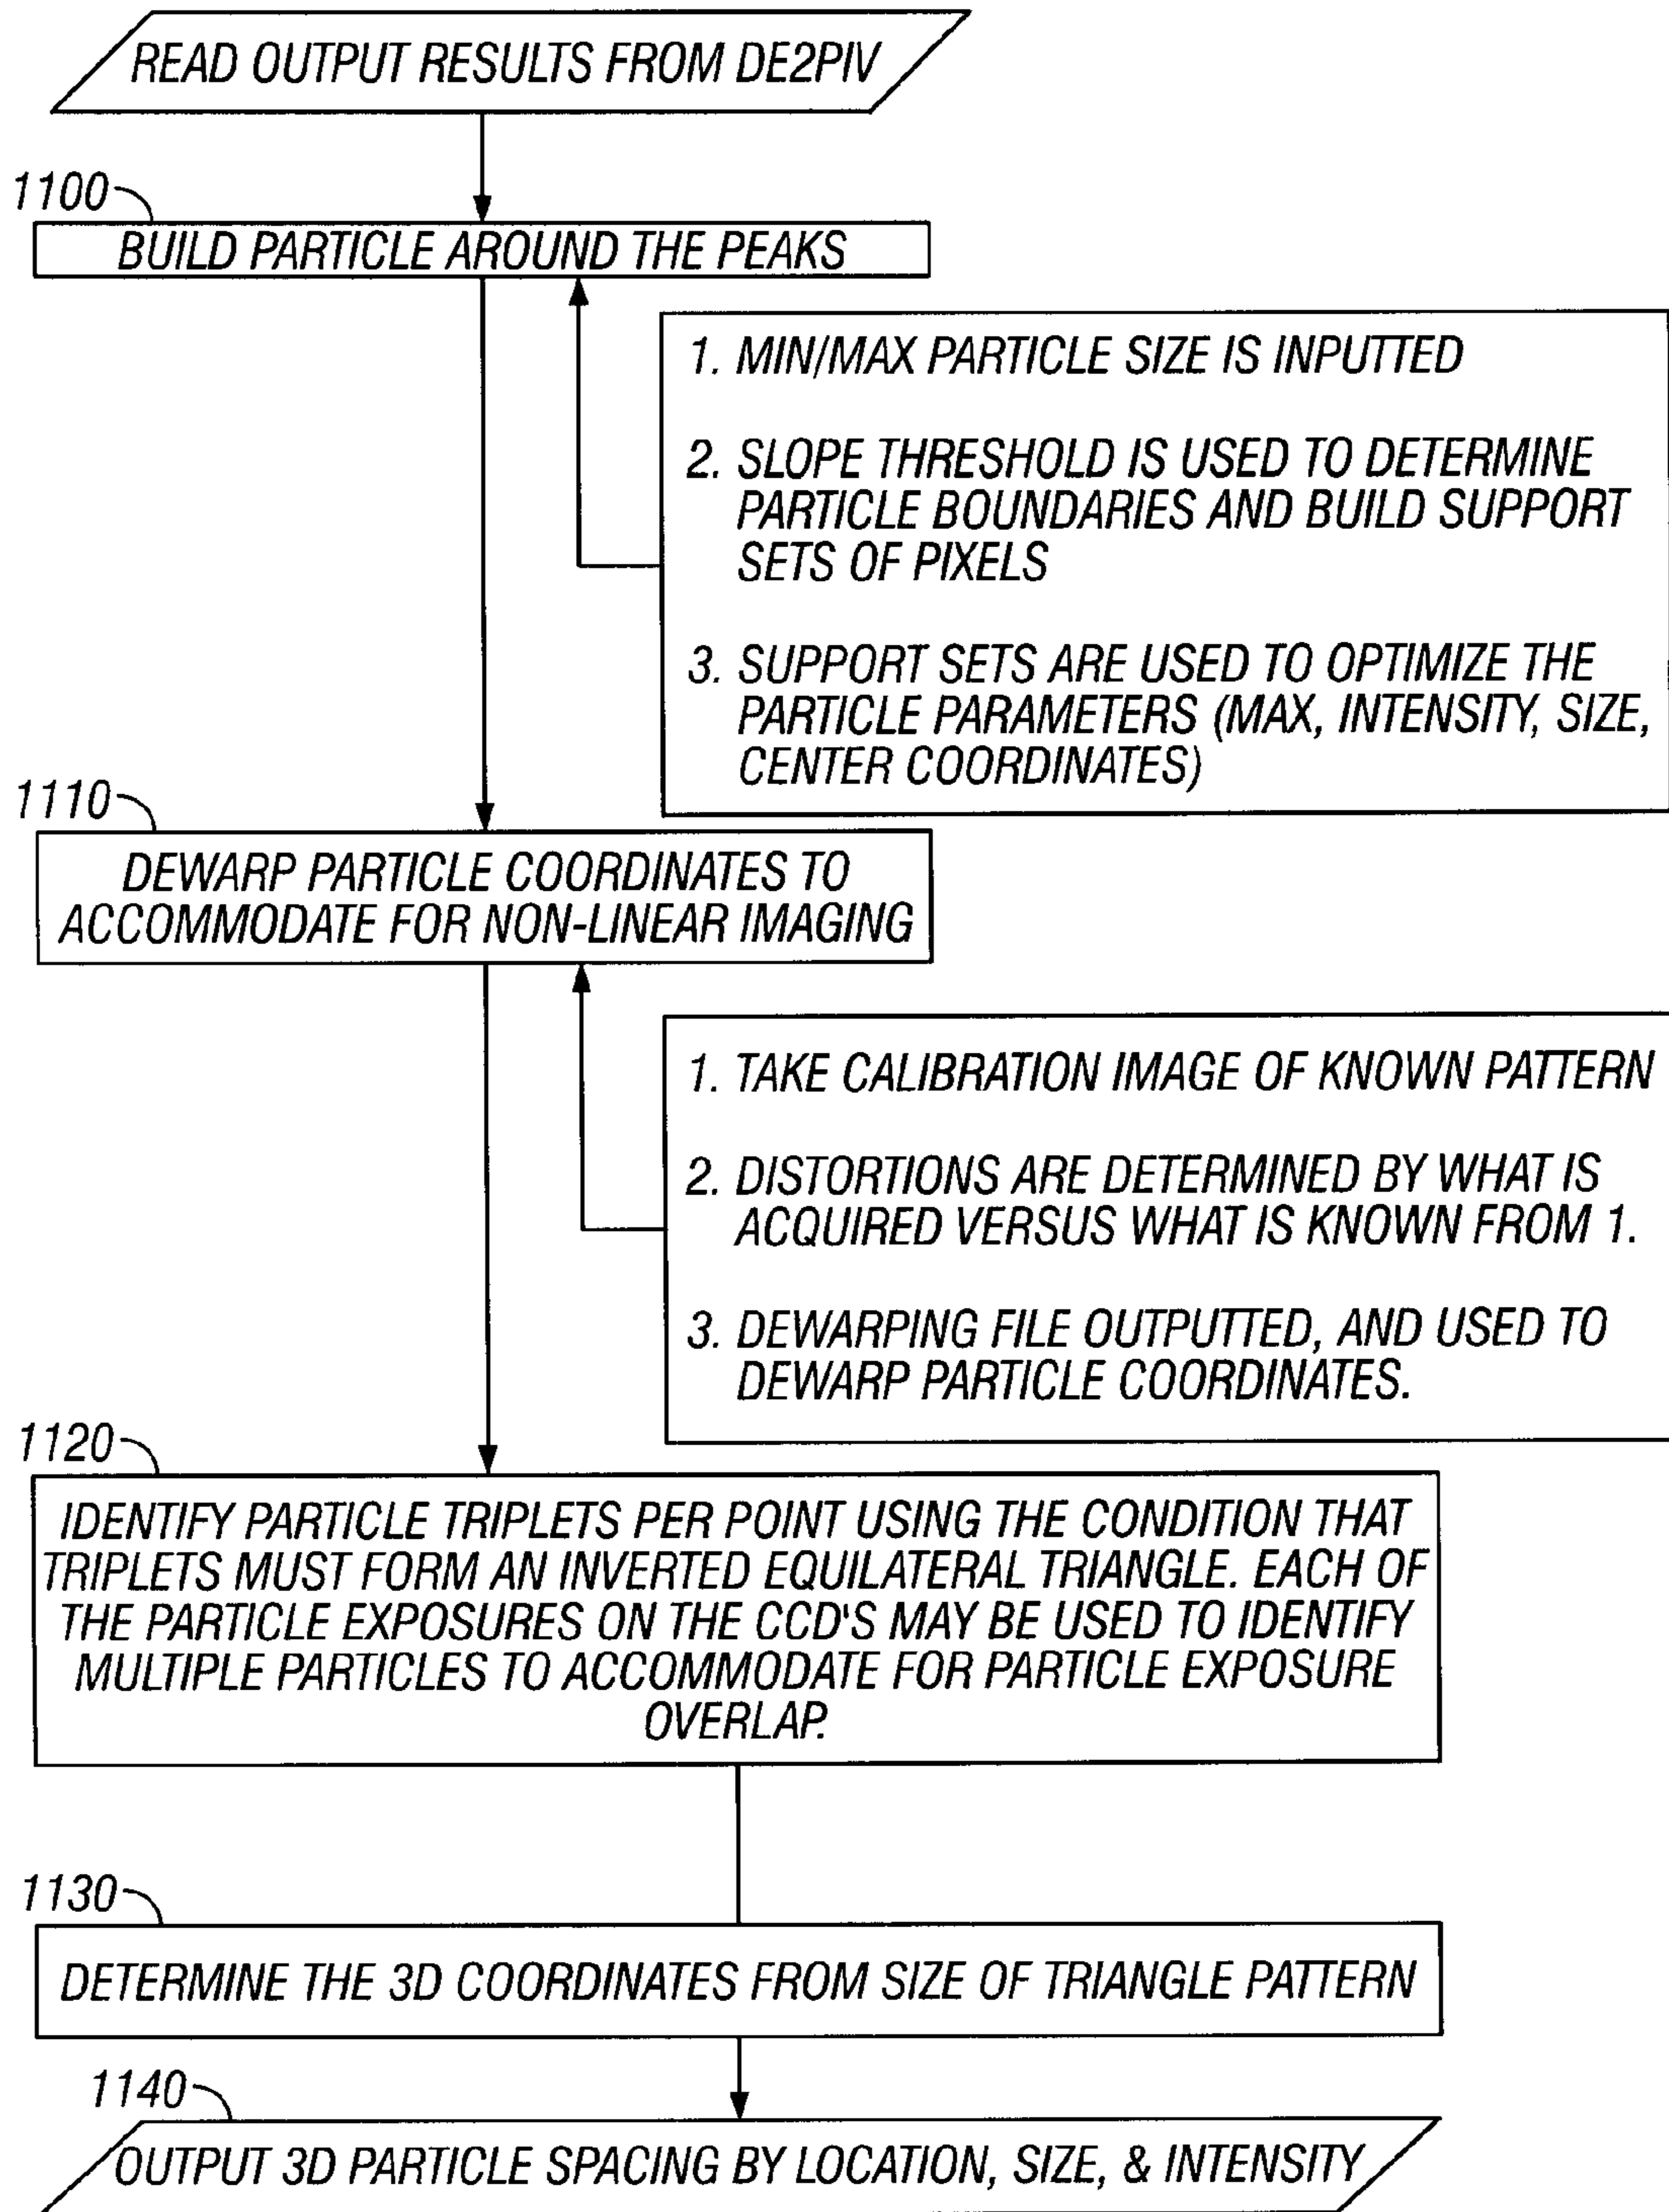 READ OUTPUT RESULTS FROM DE2PIV
1100
BUILD PARTICLE AROUND THE PEAKS
1. MIN/MAX PARTICLE SIZE IS INPUTTED
2. SLOPE THRESHOLD IS USED TO DETERMINE
PARTICLE BOUNDARIES AND BUILD SUPPORT
SETS OF PIXELS
3. SUPPORT SETS ARE USED TO OPTIMIZE THE
PARTICLE PARAMETERS (MAX, INTENSITY, SIZE,
CENTER COORDINATES)
1110
DEWARP PARTICLE COORDINATES TO
ACCOMMODATE FOR NON-LINEAR IMAGING
1. TAKE CALIBRATION IMAGE OF KNOWN PATTERN
2. DISTORTIONS ARE DETERMINED BY WHAT IS
ACQUIRED VERSUS WHAT IS KNOWN FROM 1.
3. DEWARPING FILE OUTPUTTED, AND USED TO
DEWARP PARTICLE COORDINATES.
1120
IDENTIFY PARTICLE TRIPLETS PER POINT USING THE CONDITION THAT
TRIPLETS MUST FORM AN INVERTED EQUILATERAL TRIANGLE. EACH OF
THE PARTICLE EXPOSURES ON THE CCD'S MAY BE USED TO IDENTIFY
MULTIPLE PARTICLES TO ACCOMMODATE FOR PARTICLE EXPOSURE
OVERLAP.
1130
DETERMINE THE 3D COORDINATES FROM SIZE OF TRIANGLE PATTERN
1140
OUTPUT 3D PARTICLE SPACING BY LOCATION, SIZE, & INTENSITY